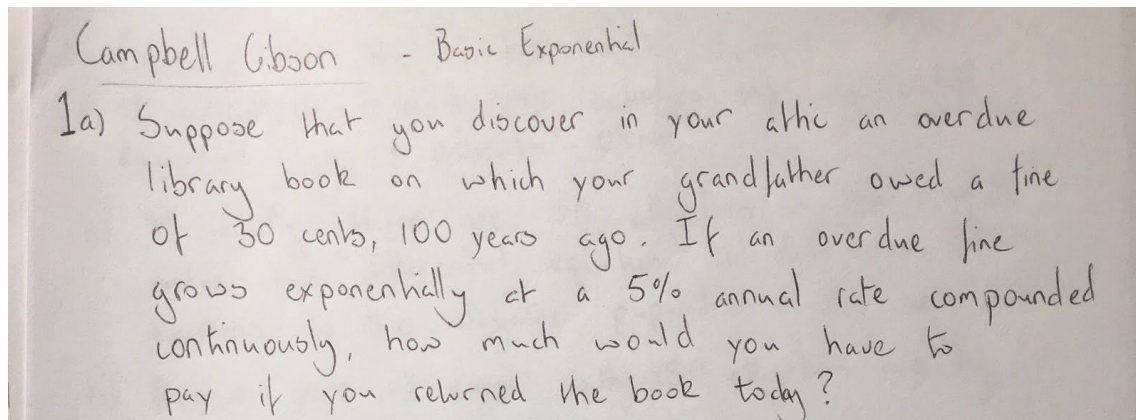 Campbell Gibson - Basic Exponential
1a) Suppose that you discover in your attic an overdue
library book on which your grandfather owed a fine
of 30 cents, 100 years ago. If an overdue fine
grows exponentially at a 5% annual rate compounded
continuously, how much would you have to
pay if you returned the book today?